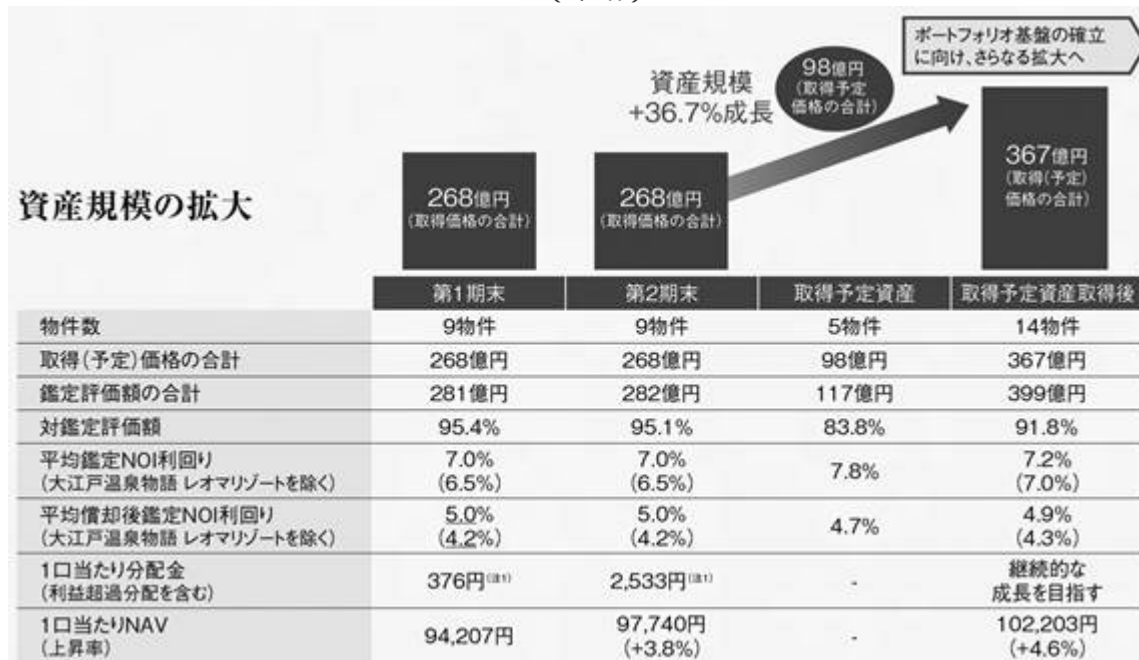 ポートフォリオ基盤の確立
に向け、さらなる拡大へ
資産規模
+36.7%成長
98億円
(取得予定
価格の合計)
資産規模の拡大
268億円
(取得価格の合計)
268億円
(取得価格の合計)
367億円
(取得(予定)
価格の合計)
第1期末 第2期末 取得予定資産 取得予定資産取得後
物件数 9物件 9物件 5物件 14物件
取得(予定)価格の合計 268億円 268億円 98億円 367億円
鑑定評価額の合計 281億円 282億円 117億円 399億円
対鑑定評価額 95.4% 95.1% 83.8% 91.8%
平均鑑定NOI利回り 7.0% 7.0% 7.8% 7.2%
(大江戸温泉物語 レオマリゾートを除く) (6.5%) (6.5%) (7.0%)
平均償却後鑑定NOI利回り 5.0% 5.0% 4.7% 4.9%
(大江戸温泉物語 レオマリゾートを除く) (4.2%) (4.2%) (4.3%)
1口当たり分配金 376円(注1) 2,533円(注1) - 継続的な
(利益超過分配を含む) 成長を目指す
1口当たりNAV 94,207円 97,740円 - 102,203円
(上昇率) (+3.8%) (+4.6%)